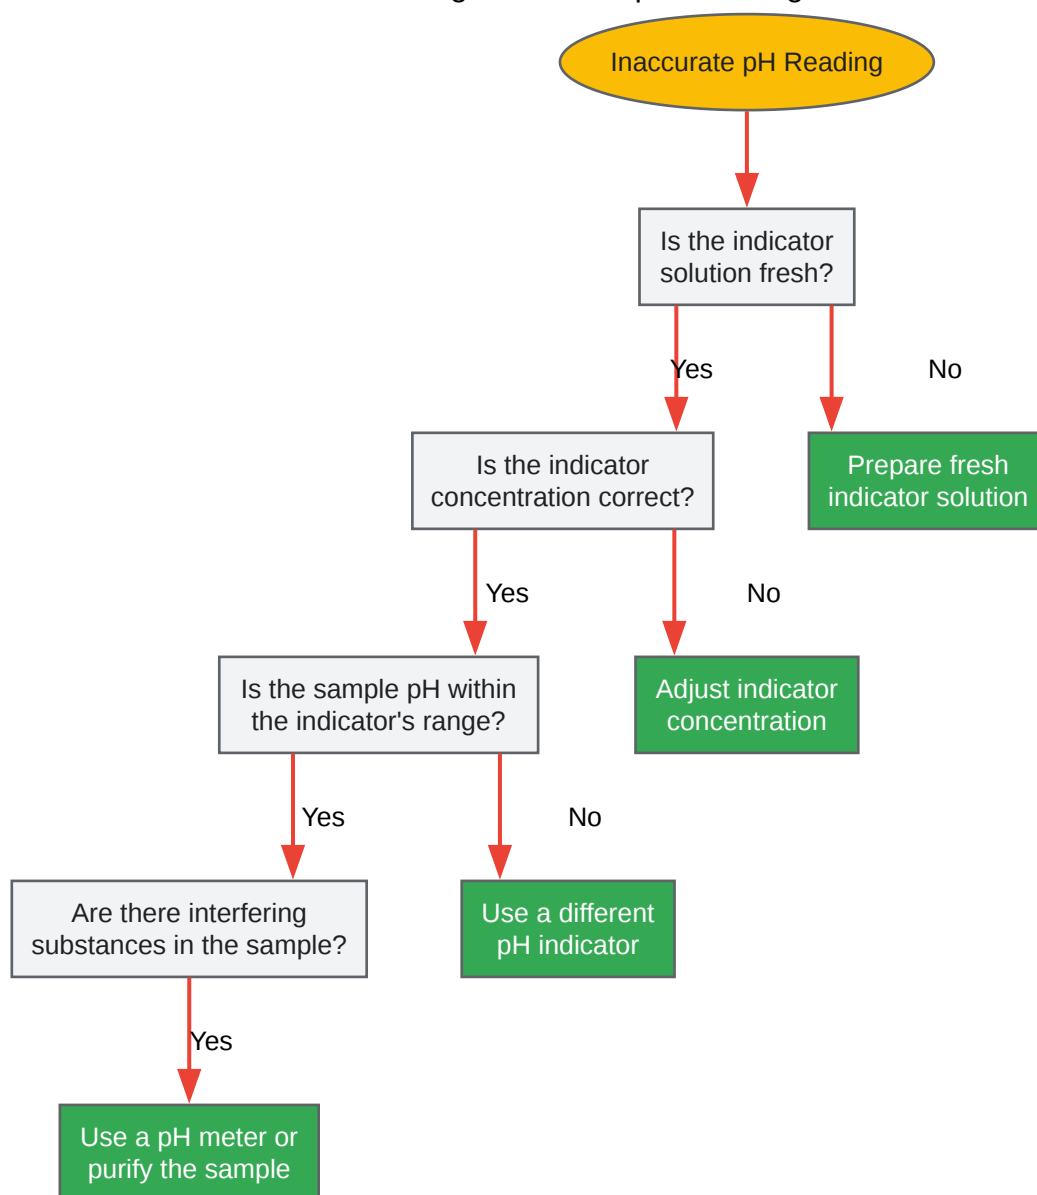 Inaccurate pH Reading
Is the indicator
solution fresh?
Yes
No
Is the indicator
concentration correct?
Prepare fresh
indicator solution
Yes
No
Is the sample pH within
the indicator's range?
Adjust indicator
concentration
Yes
No
Are there interfering
substances in the sample?
Use a different
pH indicator
Yes
Use a pH meter or
purify the sample